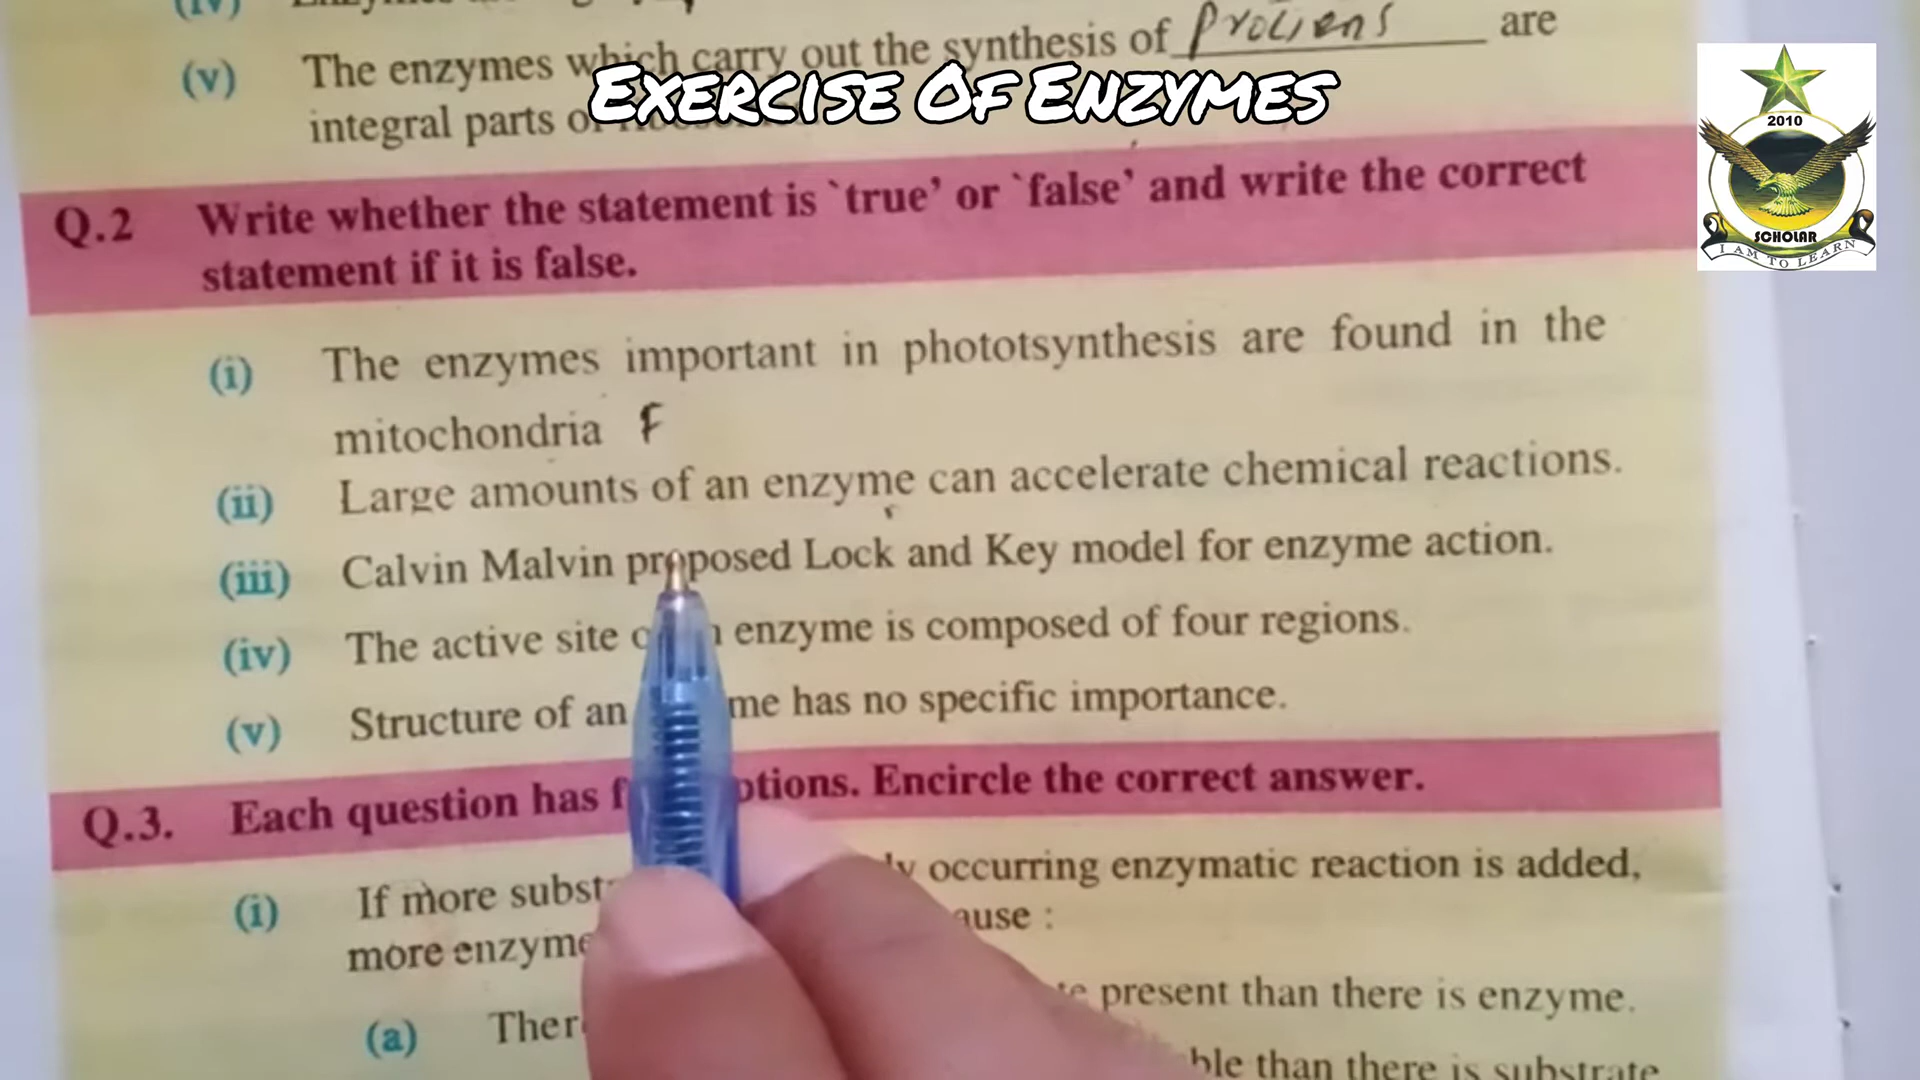 (iv)
(v) The enzymes which carry out the synthesis of Protiens are
integral parts of
Exercise Of Enzymes
2010
SCHOLAR
I AM TO LEARN
Q.2 Write whether the statement is `true' or `false' and write the correct
statement if it is false.
(i) The enzymes important in phototsynthesis are found in the
mitochondria F
(ii) Large amounts of an enzyme can accelerate chemical reactions.
(iii) Calvin Malvin proposed Lock and Key model for enzyme action.
(iv) The active site enzyme is composed of four regions.
(v) Structure of an me has no specific importance.
Q.3. Each question has ptions. Encircle the correct answer.
(i) If more subst ly occurring enzymatic reaction is added,
more enzyme ause :
(a) Ther present than there is enzyme.
ble than there is substrate